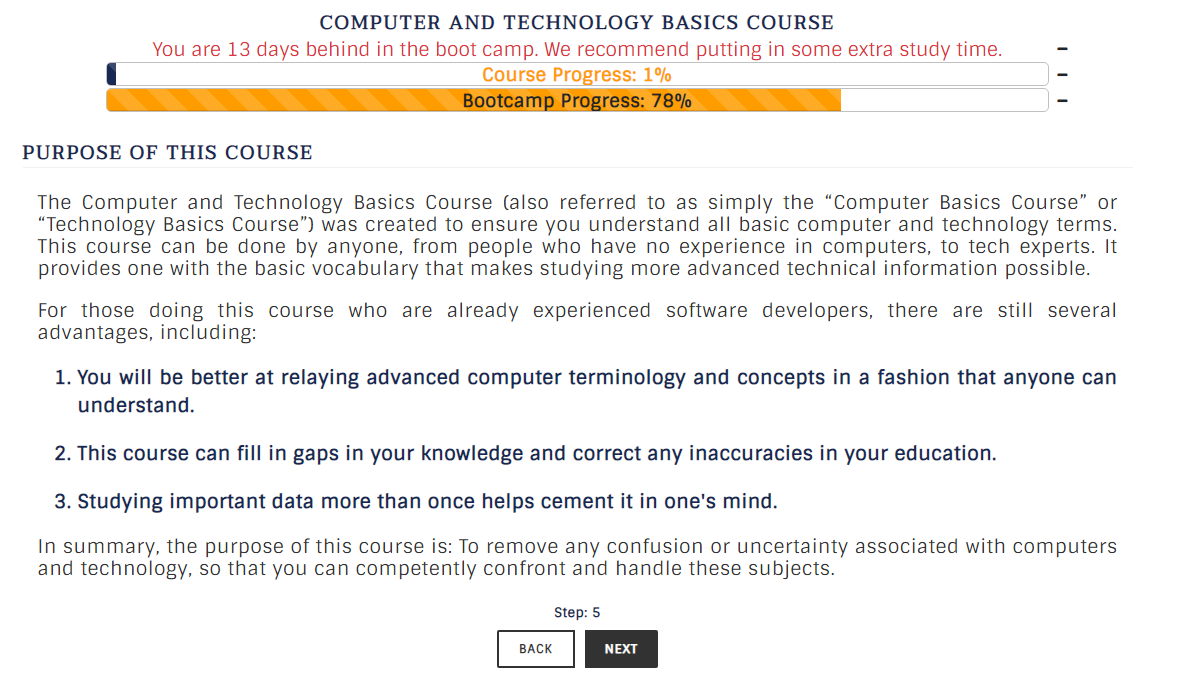 COMPUTER AND TECHNOLOGY BASICS COURSE
You are 13 days behind in the boot camp. We recommend putting in some extra study time.
Course Progress: 1%
Bootcamp Progress: 78%
PURPOSE OF THIS COURSE
The Computer and Technology Basics Course (also referred to as simply the “Computer Basics Course” or
“Technology Basics Course”) was created to ensure you understand all basic computer and technology terms.
This course can be done by anyone, from people who have no experience in computers, to tech experts. It
provides one with the basic vocabulary that makes studying more advanced technical information possible.
For those doing this course who are already experienced software developers, there are still several
advantages, including:
1. You will be better at relaying advanced computer terminology and concepts in a fashion that anyone can
understand.
2. This course can fill in gaps in your knowledge and correct any inaccuracies in your education.
3. Studying important data more than once helps cement it in one's mind.
In summary, the purpose of this course is: To remove any confusion or uncertainty associated with computers
and technology, so that you can competently confront and handle these subjects.
Step: 5
BACK
NEXT